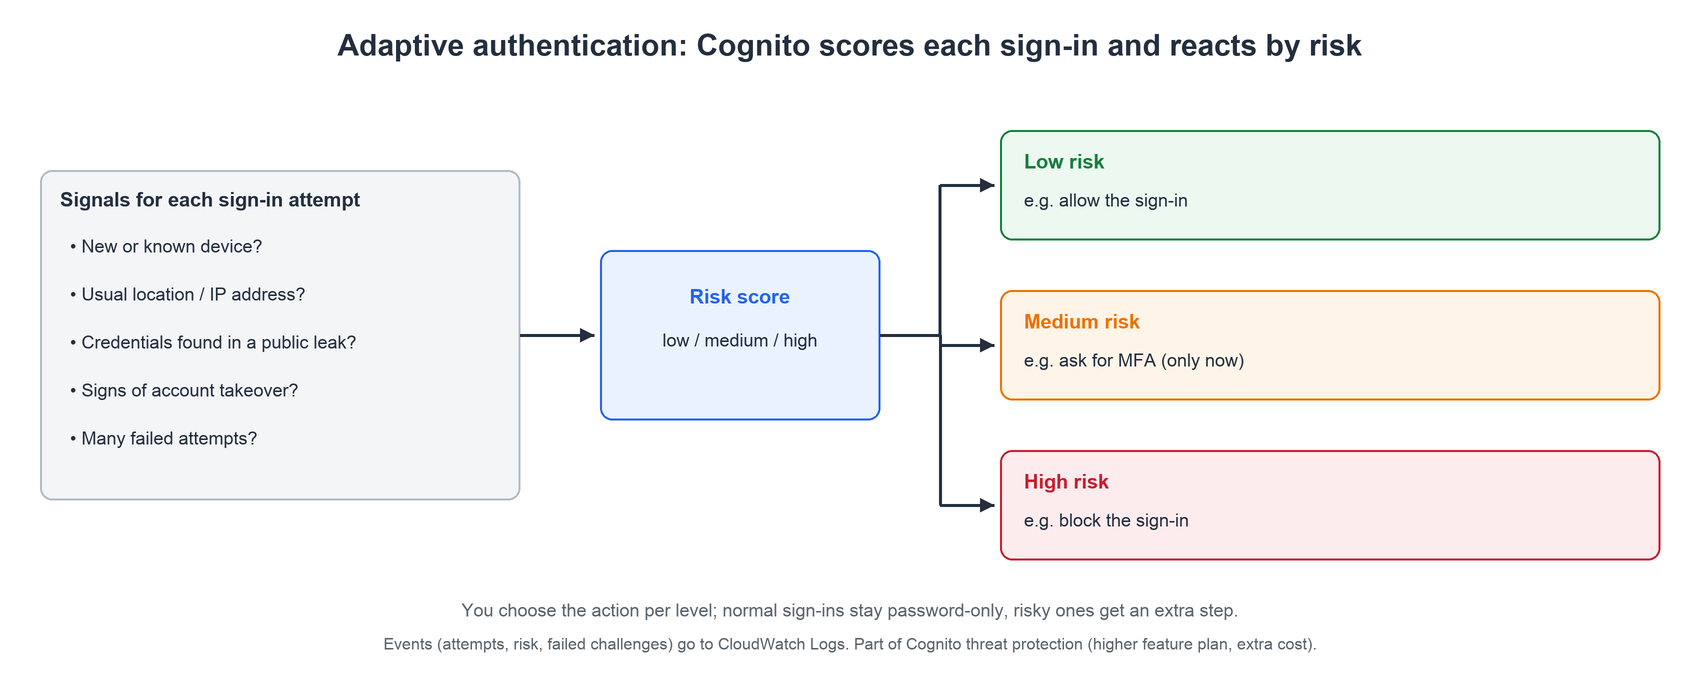 Adaptive authentication: Cognito scores each sign-in and reacts by risk
Signals for each sign-in attempt
• New or known device?
• Usual location / IP address?
• Credentials found in a public leak?
• Signs of account takeover?
• Many failed attempts?
Risk score
low / medium / high
Low risk
e.g. allow the sign-in
Medium risk
e.g. ask for MFA (only now)
High risk
e.g. block the sign-in
You choose the action per level; normal sign-ins stay password-only, risky ones get an extra step.
Events (attempts, risk, failed challenges) go to CloudWatch Logs. Part of Cognito threat protection (higher feature plan, extra cost).